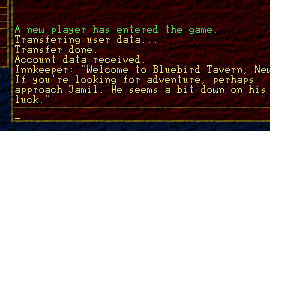 A new player has entered the game.
Transfering user data...
Transfer done.
Account data received.
Innkeeper: "Welcome to Bluebird Tavern, New
If you're looking for adventure, perhaps
approach Jamil. He seems a bit down on his
luck."